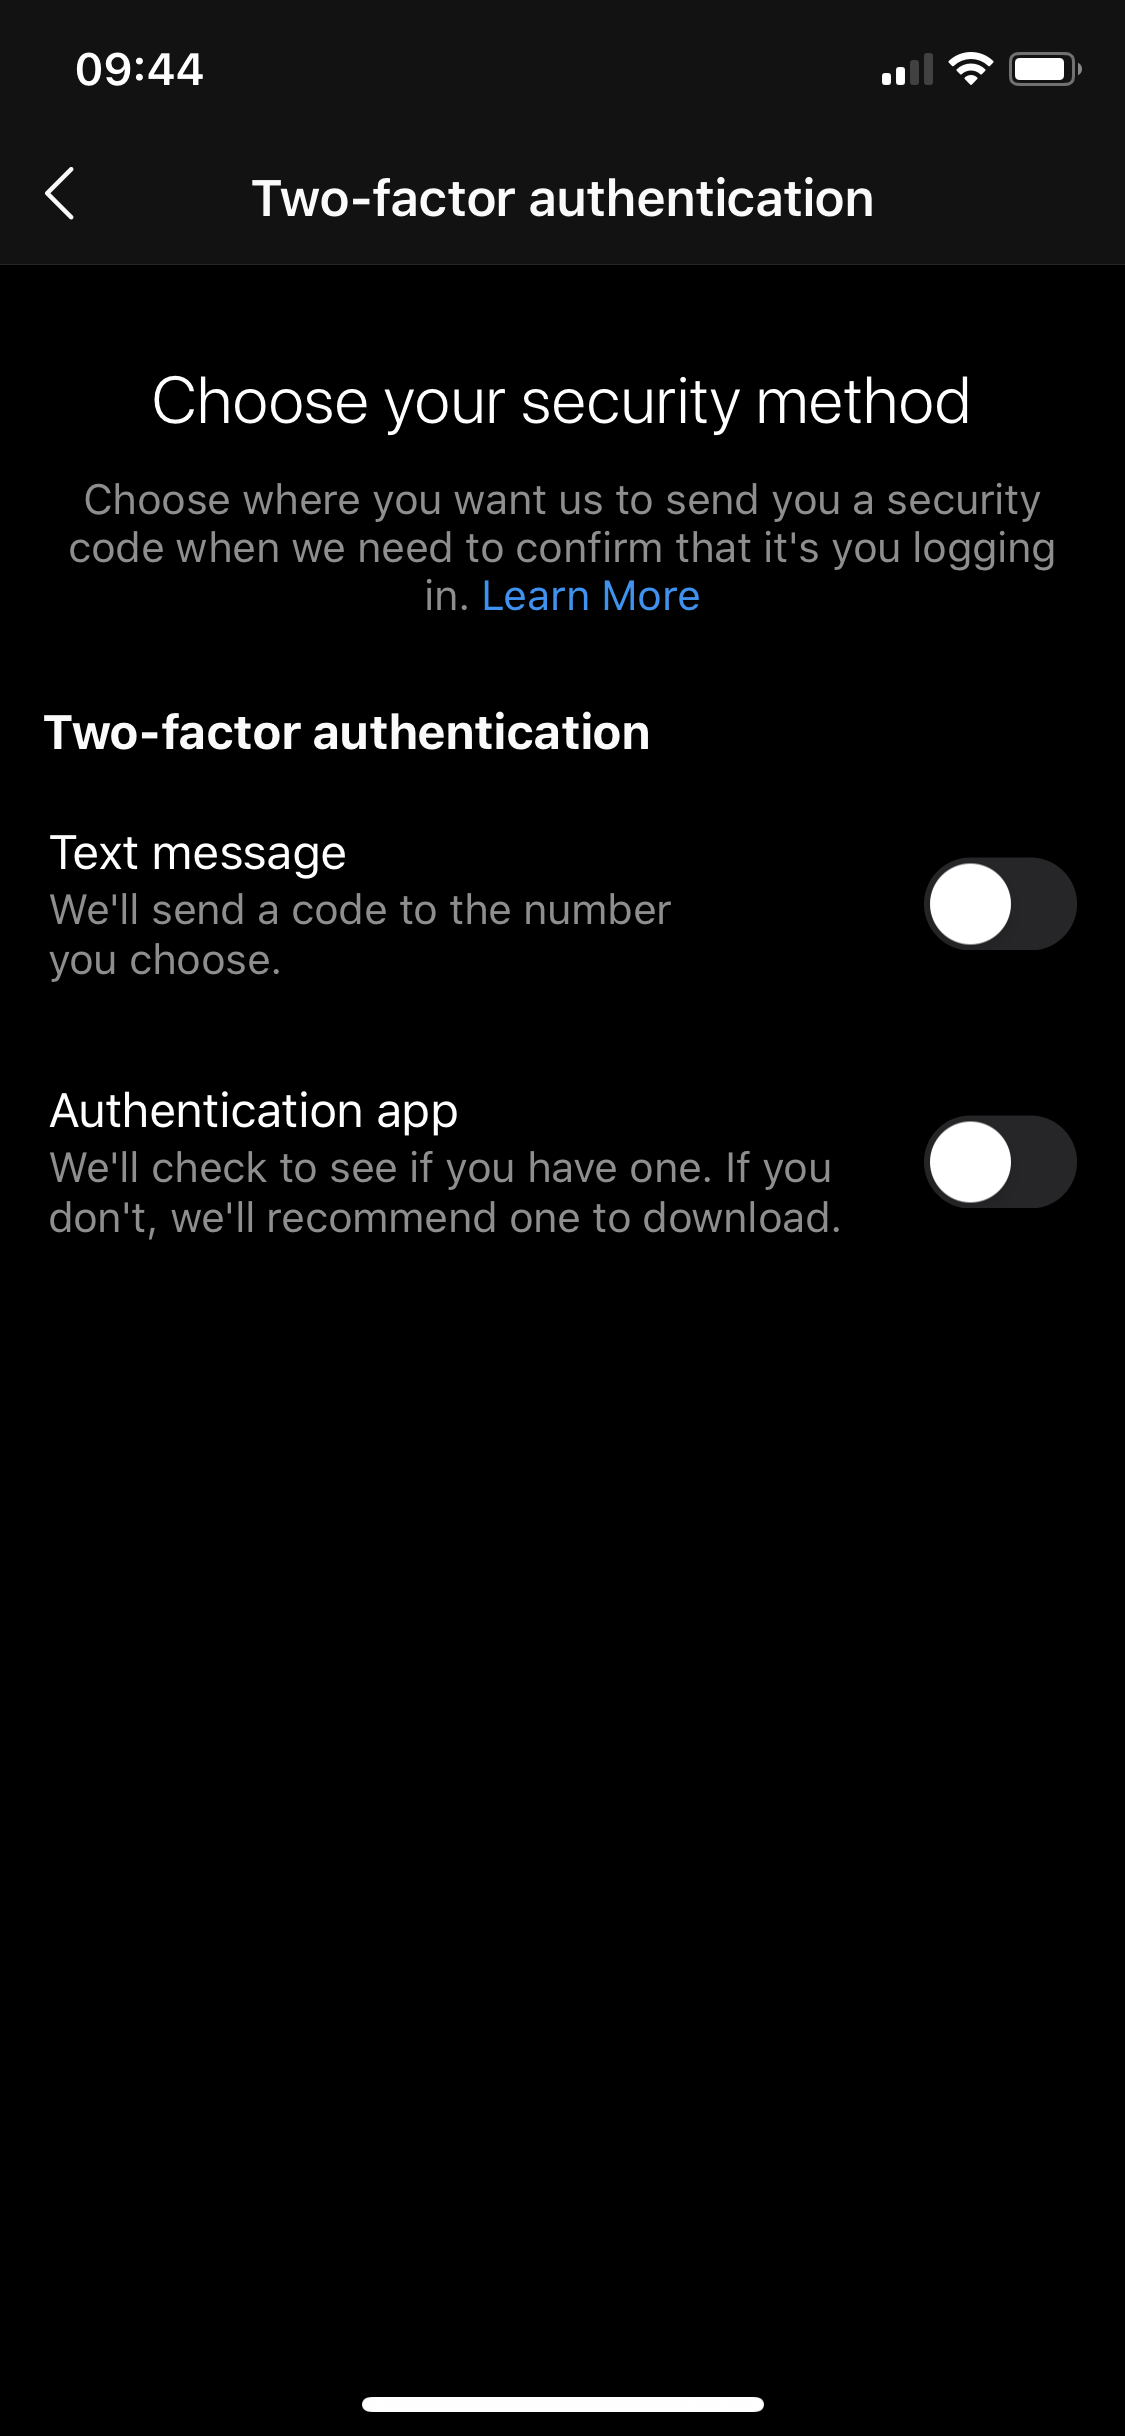 09:44
Two-factor authentication
Choose your security method
Choose where you want us to send you a security
code when we need to confirm that it's you logging
in. Learn More
Two-factor authentication
Text message
We'll send a code to the number
you choose.
Authentication app
We'll check to see if you have one. If you
don't, we'll recommend one to download.